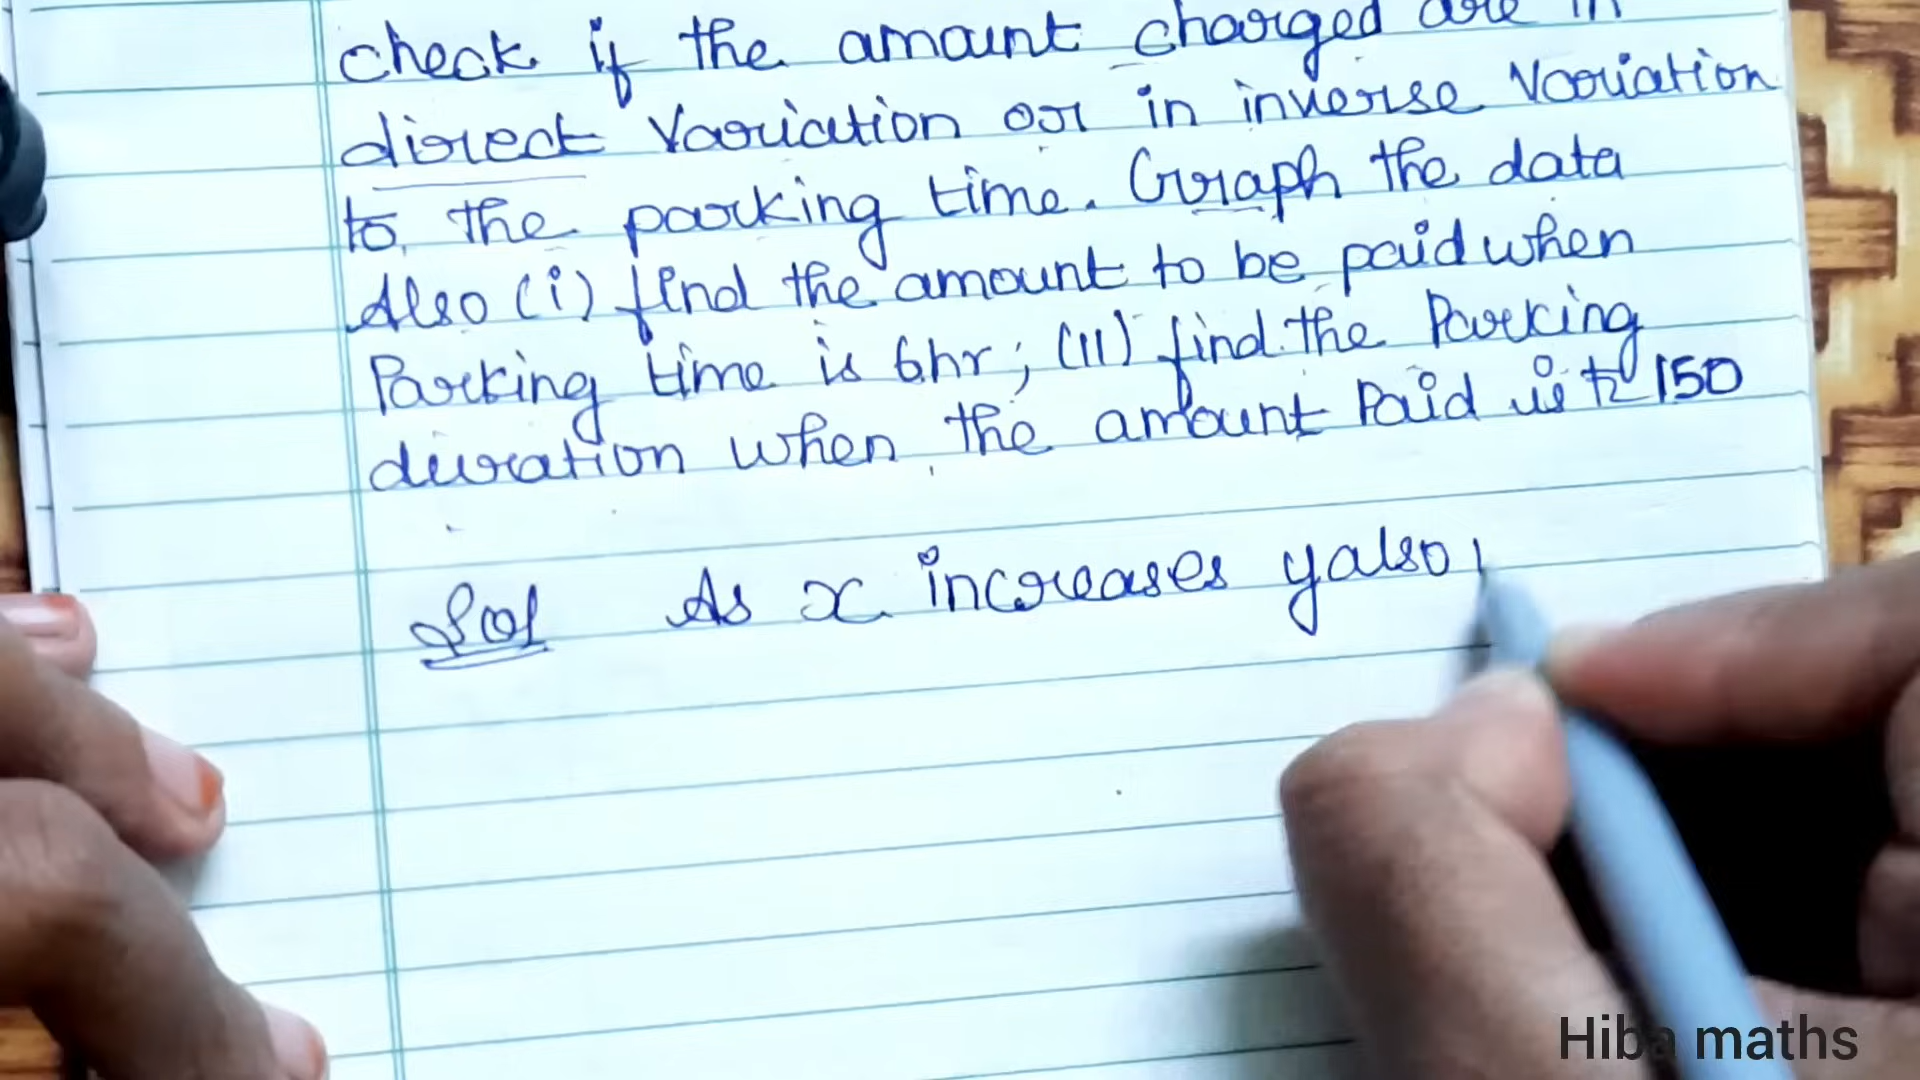 check if the amount charged are in
direct Variation or in inverse Variation
to the parking time. Graph the data
Also (i) find the amount to be paid when
Parking time is 6hr; (II) find the Parking
duration when the amount Paid is ₹ 150
Sol As x increases y also
Hiba maths